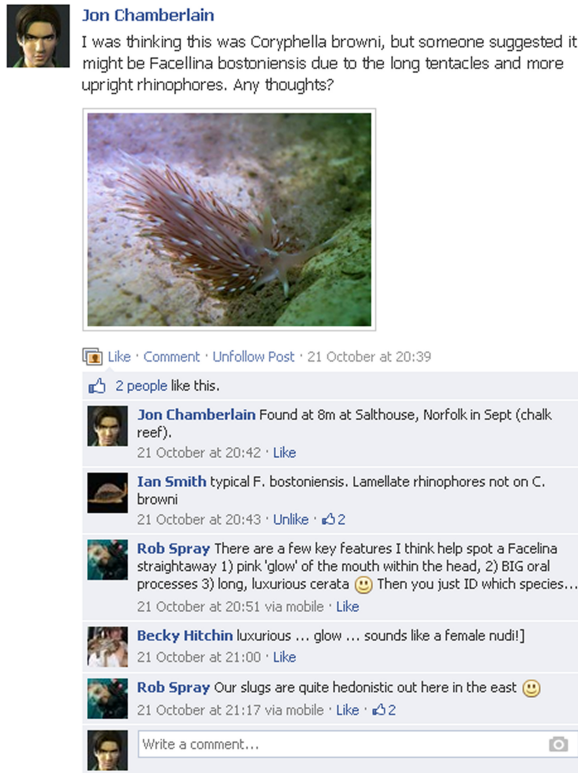 Jon Chamberlain
I was thinking this was Coryphella browni, but someone suggested it
might be Facellina bostoniensis due to the long tentacles and more
upright rhinophores. Any thoughts?
Like · Comment · Unfollow Post · 21 October at 20:39
2 people like this.
Jon Chamberlain Found at 8m at Salthouse, Norfolk in Sept (chalk
reef).
21 October at 20:42 · Like
Ian Smith typical F. bostoniensis. Lamellate rhinophores not on C.
browni
21 October at 20:43 · Unlike · 2
Rob Spray There are a few key features I think help spot a Facelina
straightaway 1) pink 'glow' of the mouth within the head, 2) BIG oral
processes 3) long, luxurious cerata 🙂 Then you just ID which species...
21 October at 20:51 via mobile · Like
Becky Hitchin luxurious ... glow ... sounds like a female nudi!]
21 October at 21:00 · Like
Rob Spray Our slugs are quite hedonistic out here in the east 🙂
21 October at 21:17 via mobile · Like · 2
Write a comment...